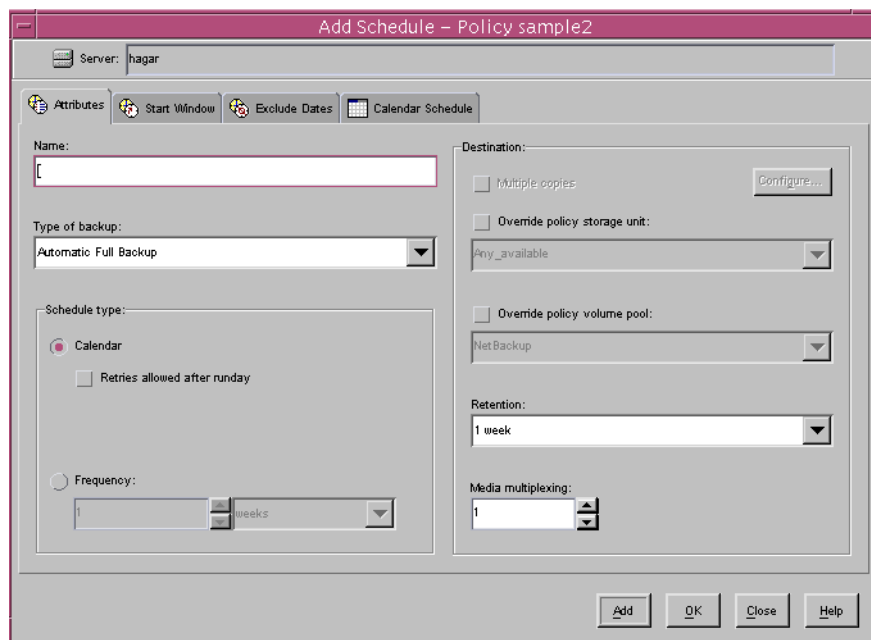 Add Schedule – Policy sample2
Server: hagar
Attributes Start Window Exclude Dates Calendar Schedule
Name:
[
Type of backup:
Automatic Full Backup
Schedule type:
Calendar
Retries allowed after runday
Frequency:
1 weeks
Destination:
Multiple copies Configure...
Override policy storage unit:
Any_available
Override policy volume pool:
NetBackup
Retention:
1 week
Media multiplexing:
1
Add OK Close Help